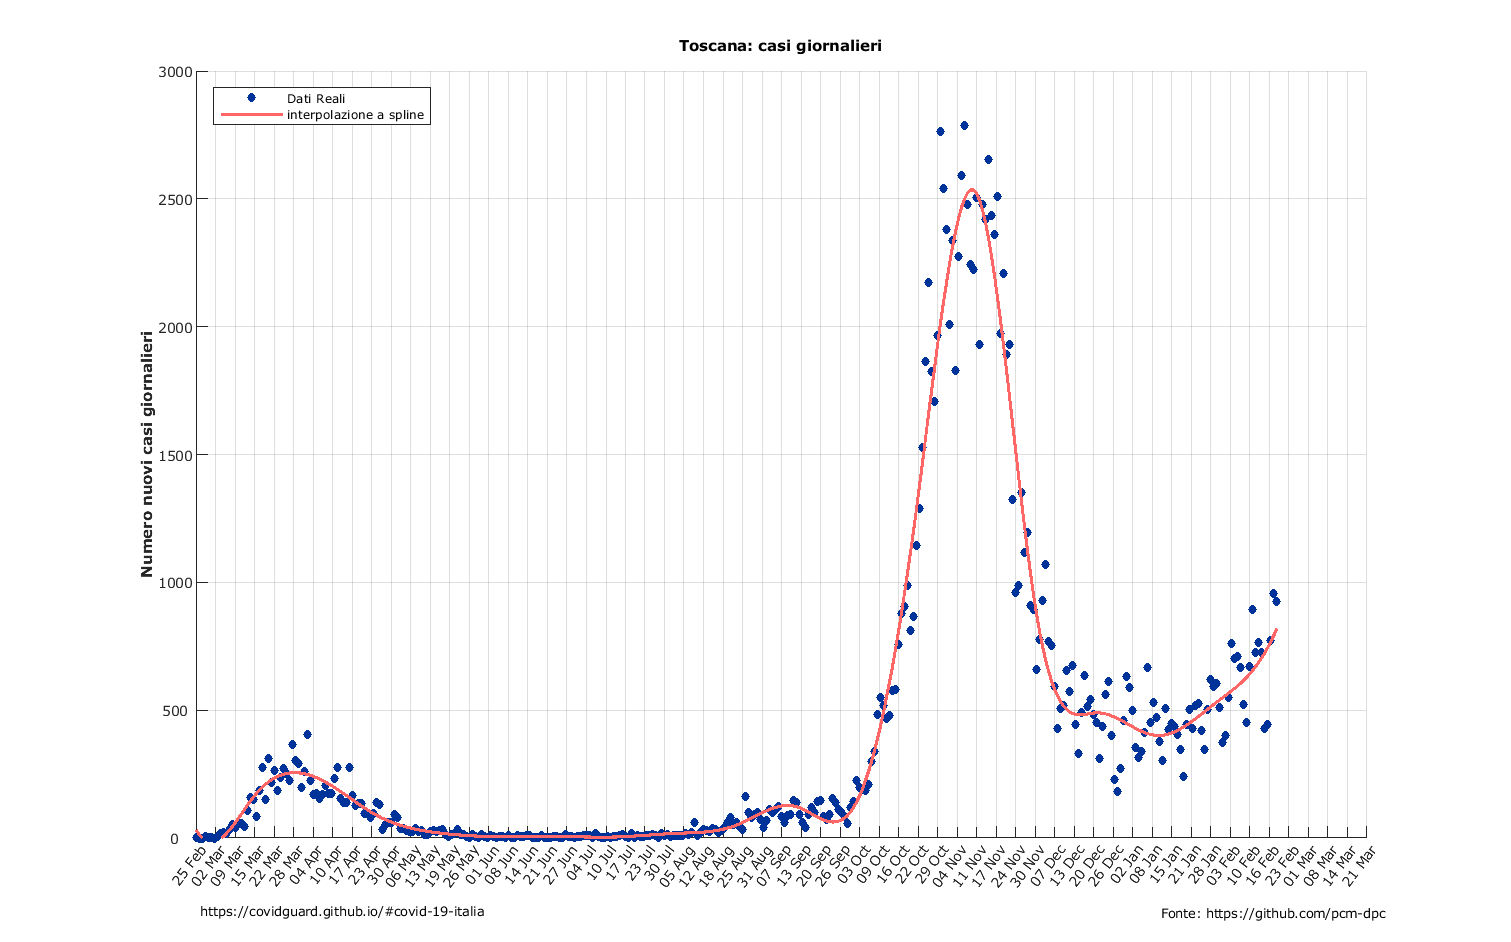 Toscana: casi giornalieri
Dati Reali
interpolazione a spline
Numero nuovi casi giornalieri
3000
2500
2000
1500
1000
500
0
25 Feb
02 Mar
09 Mar
15 Mar
22 Mar
28 Mar
04 Apr
10 Apr
17 Apr
23 Apr
30 Apr
06 May
13 May
19 May
26 May
01 Jun
08 Jun
14 Jun
21 Jun
27 Jun
04 Jul
10 Jul
17 Jul
23 Jul
30 Jul
05 Aug
12 Aug
18 Aug
25 Aug
31 Aug
07 Sep
13 Sep
20 Sep
26 Sep
03 Oct
09 Oct
16 Oct
22 Oct
29 Oct
04 Nov
11 Nov
17 Nov
24 Nov
30 Nov
07 Dec
13 Dec
20 Dec
26 Dec
02 Jan
08 Jan
15 Jan
21 Jan
28 Jan
03 Feb
10 Feb
16 Feb
23 Feb
01 Mar
08 Mar
14 Mar
21 Mar
https://covidguard.github.io/#covid-19-italia
Fonte: https://github.com/pcm-dpc